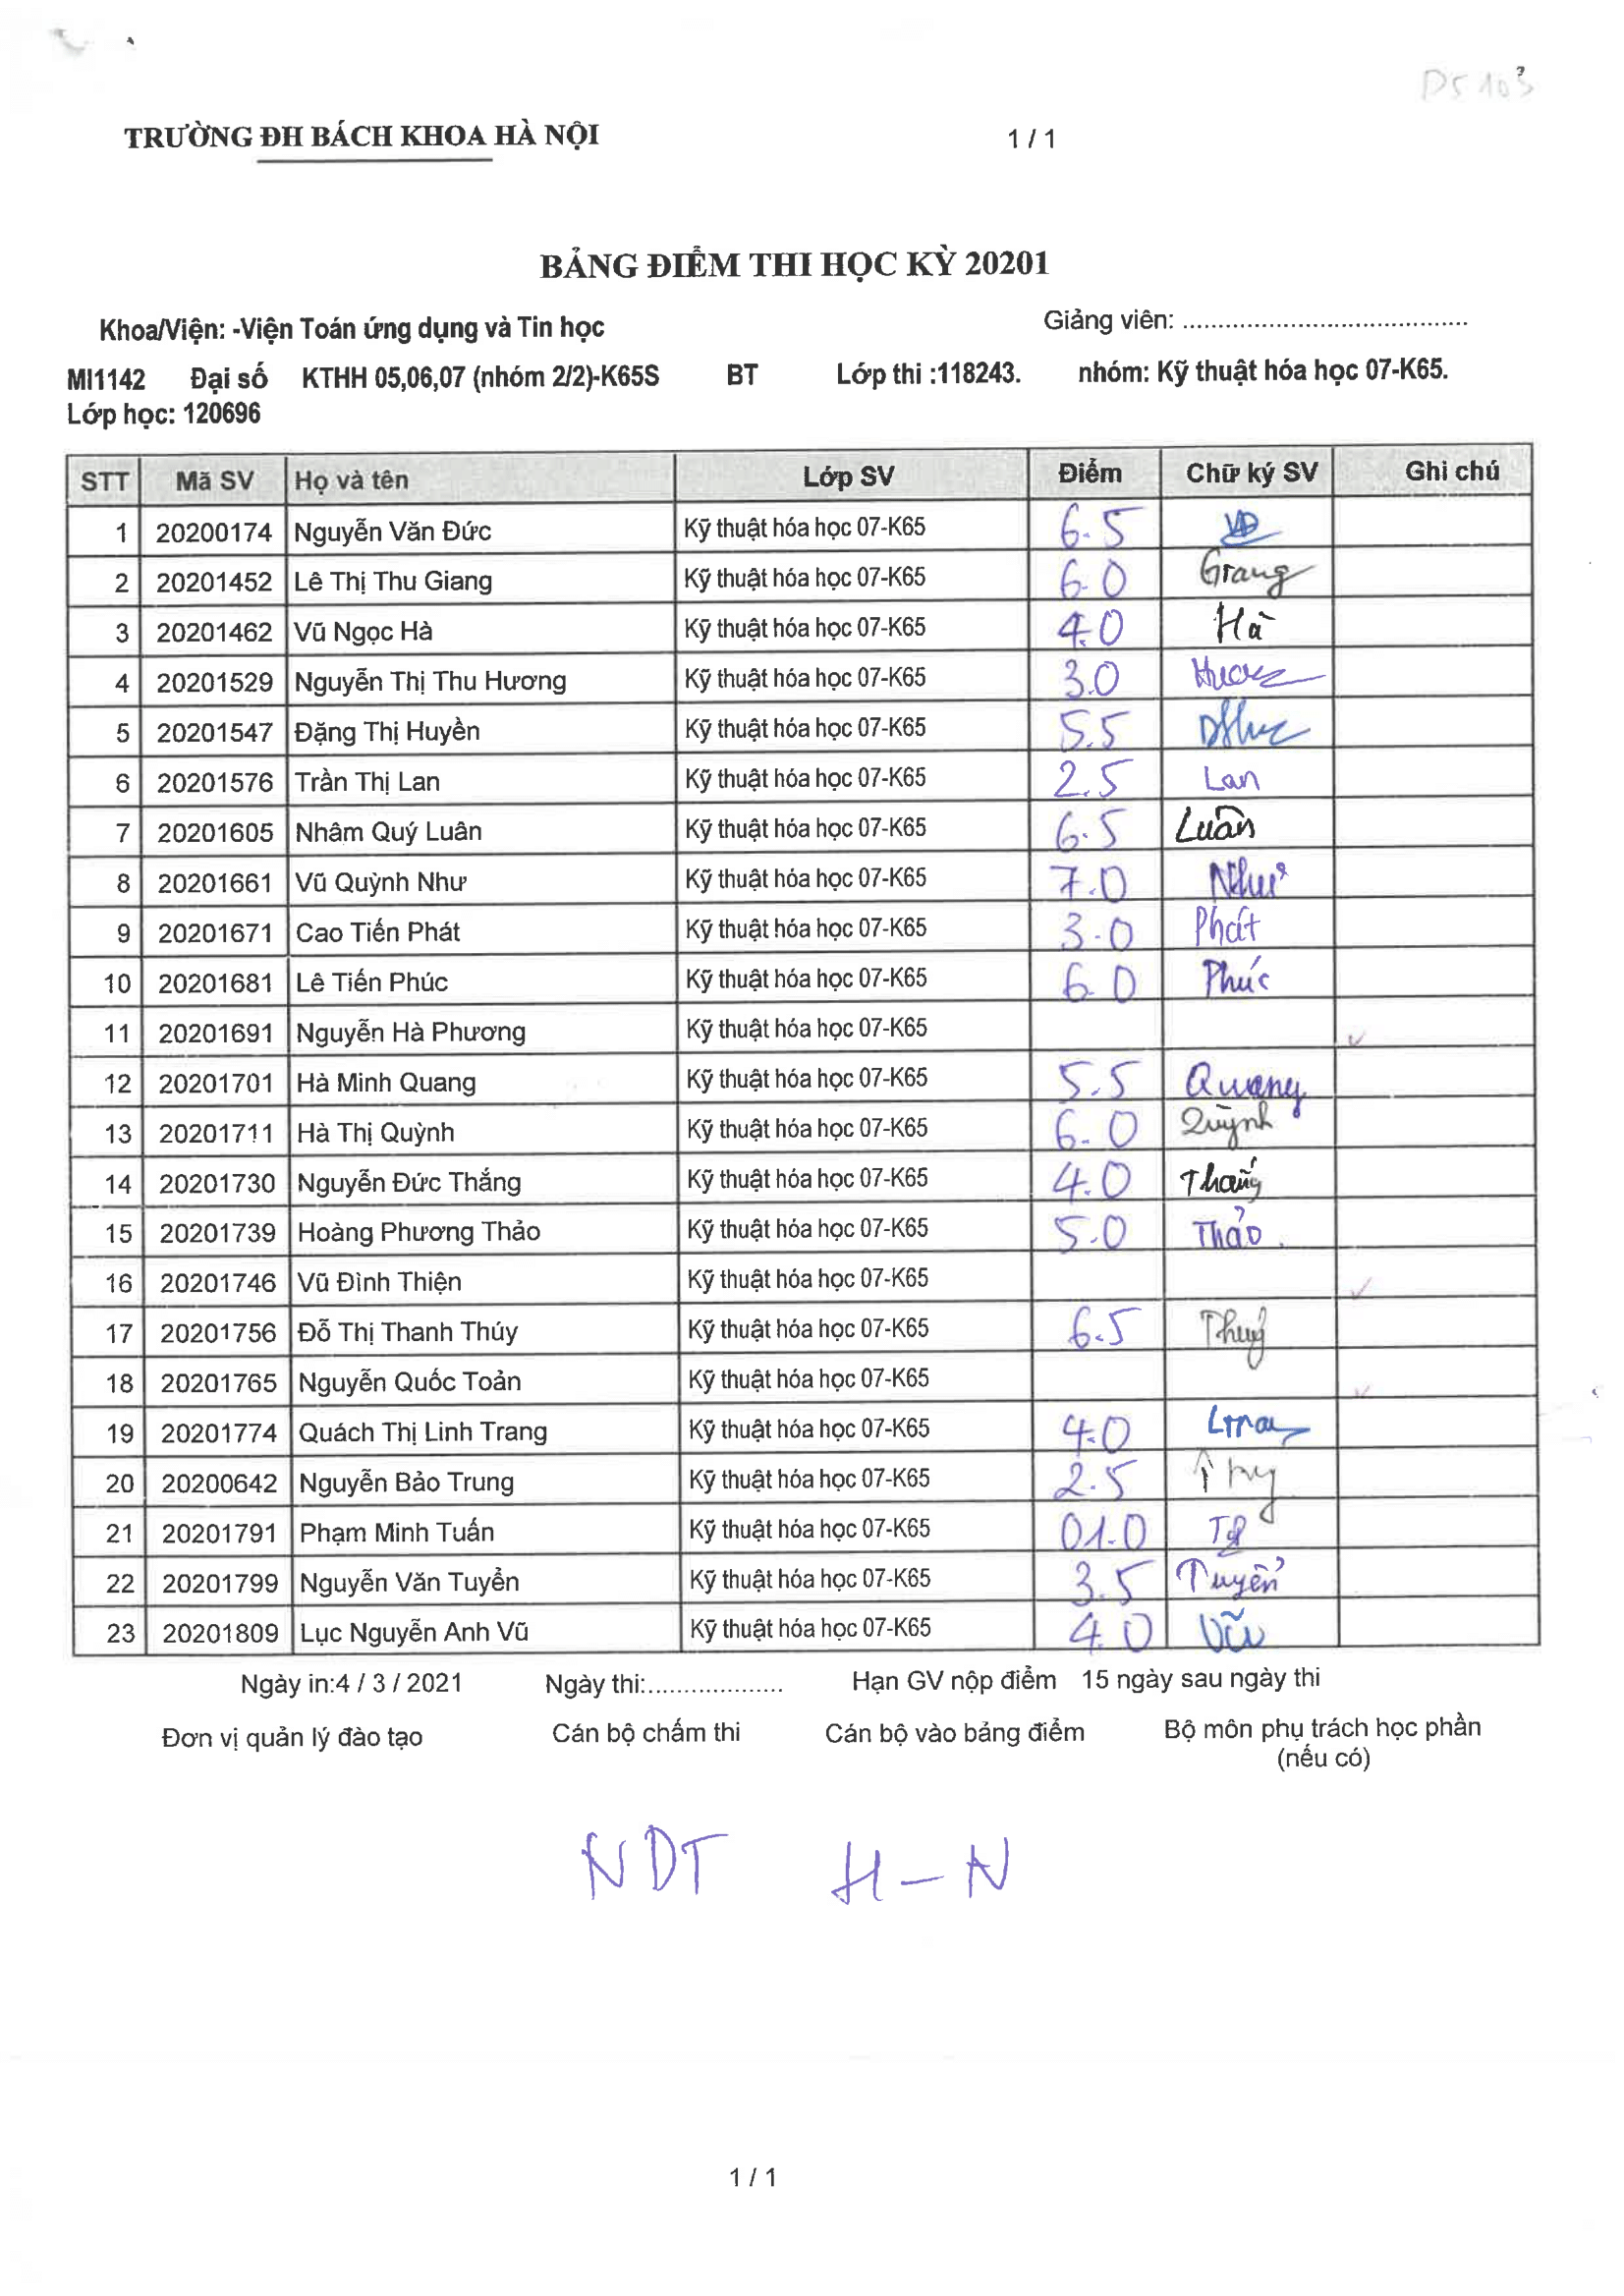 D5 103
TRƯỜNG ĐH BÁCH KHOA HÀ NỘI 1 / 1
BẢNG ĐIỂM THI HỌC KỲ 20201
Khoa/Viện: -Viện Toán ứng dụng và Tin học Giảng viên: ........................................
MI1142 Đại số KTHH 05,06,07 (nhóm 2/2)-K65S BT Lớp thi :118243. nhóm: Kỹ thuật hóa học 07-K65.
Lớp học: 120696
STT Mã SV Họ và tên Lớp SV Điểm Chữ ký SV Ghi chú
1 20200174 Nguyễn Văn Đức Kỹ thuật hóa học 07-K65 6.5 VĐ
2 20201452 Lê Thị Thu Giang Kỹ thuật hóa học 07-K65 6.0 Giang
3 20201462 Vũ Ngọc Hà Kỹ thuật hóa học 07-K65 4.0 Hà
4 20201529 Nguyễn Thị Thu Hương Kỹ thuật hóa học 07-K65 3.0
5 20201547 Đặng Thị Huyền Kỹ thuật hóa học 07-K65 5.5
6 20201576 Trần Thị Lan Kỹ thuật hóa học 07-K65 2.5 Lan
7 20201605 Nhâm Quý Luân Kỹ thuật hóa học 07-K65 6.5 Luân
8 20201661 Vũ Quỳnh Như Kỹ thuật hóa học 07-K65 7.0 Như
9 20201671 Cao Tiến Phát Kỹ thuật hóa học 07-K65 3.0 Phát
10 20201681 Lê Tiến Phúc Kỹ thuật hóa học 07-K65 6.0 Phúc
11 20201691 Nguyễn Hà Phương Kỹ thuật hóa học 07-K65 ✓
12 20201701 Hà Minh Quang Kỹ thuật hóa học 07-K65 5.5 Quang
13 20201711 Hà Thị Quỳnh Kỹ thuật hóa học 07-K65 6.0 Quỳnh
14 20201730 Nguyễn Đức Thắng Kỹ thuật hóa học 07-K65 4.0 Thắng
15 20201739 Hoàng Phương Thảo Kỹ thuật hóa học 07-K65 5.0 Thảo
16 20201746 Vũ Đình Thiện Kỹ thuật hóa học 07-K65 ✓
17 20201756 Đỗ Thị Thanh Thúy Kỹ thuật hóa học 07-K65 6.5 Thuý
18 20201765 Nguyễn Quốc Toản Kỹ thuật hóa học 07-K65 ✓
19 20201774 Quách Thị Linh Trang Kỹ thuật hóa học 07-K65 4.0
20 20200642 Nguyễn Bảo Trung Kỹ thuật hóa học 07-K65 2.5
21 20201791 Phạm Minh Tuấn Kỹ thuật hóa học 07-K65 01.0
22 20201799 Nguyễn Văn Tuyển Kỹ thuật hóa học 07-K65 3.5 Tuyển
23 20201809 Lục Nguyễn Anh Vũ Kỹ thuật hóa học 07-K65 4.0 Vũ
Ngày in:4 / 3 / 2021 Ngày thi:................... Hạn GV nộp điểm 15 ngày sau ngày thi
Đơn vị quản lý đào tạo Cán bộ chấm thi Cán bộ vào bảng điểm Bộ môn phụ trách học phần
(nếu có)
NDT H-N
1 / 1